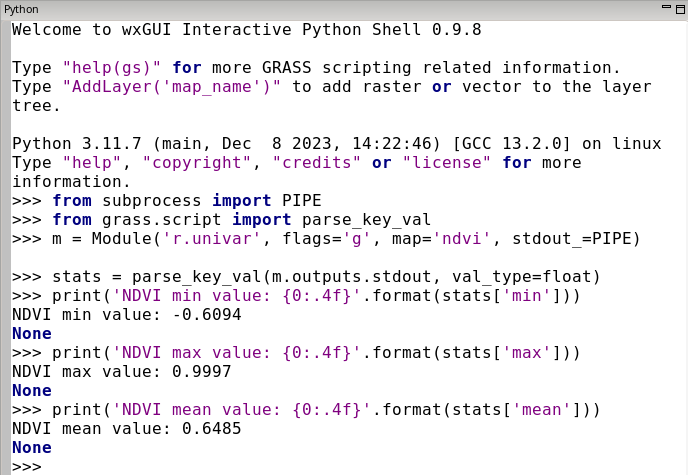 Python
Welcome to wxGUI Interactive Python Shell 0.9.8
Type "help(gs)" for more GRASS scripting related information.
Type "AddLayer('map_name')" to add raster or vector to the layer
tree.
Python 3.11.7 (main, Dec  8 2023, 14:22:46) [GCC 13.2.0] on linux
Type "help", "copyright", "credits" or "license" for more
information.
>>> from subprocess import PIPE
>>> from grass.script import parse_key_val
>>> m = Module('r.univar', flags='g', map='ndvi', stdout_=PIPE)
>>> stats = parse_key_val(m.outputs.stdout, val_type=float)
>>> print('NDVI min value: {0:.4f}'.format(stats['min']))
NDVI min value: -0.6094
None
>>> print('NDVI max value: {0:.4f}'.format(stats['max']))
NDVI max value: 0.9997
None
>>> print('NDVI mean value: {0:.4f}'.format(stats['mean']))
NDVI mean value: 0.6485
None
>>>